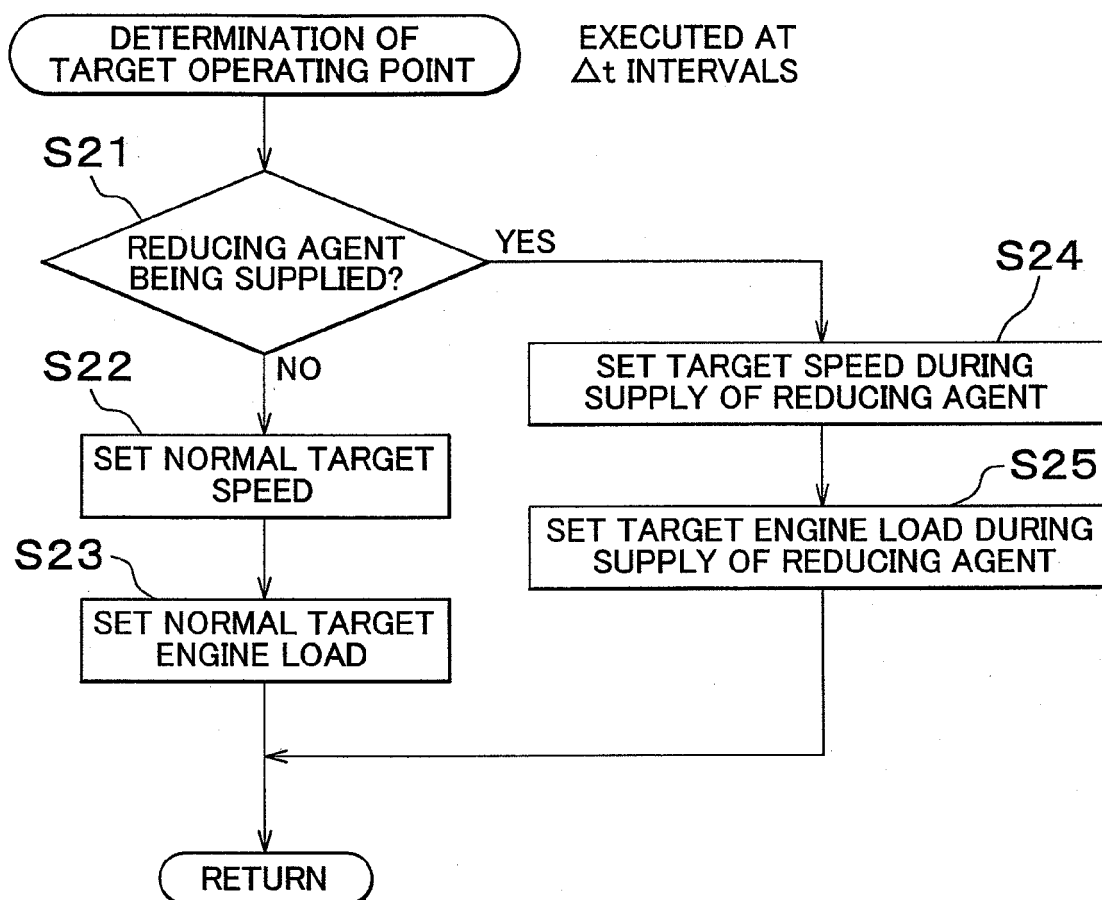 DETERMINATION OF
TARGET OPERATING POINT
EXECUTED AT
Δt INTERVALS
S21
REDUCING AGENT
BEING SUPPLIED?
YES
NO
S22
SET NORMAL TARGET
SPEED
S23
SET NORMAL TARGET
ENGINE LOAD
S24
SET TARGET SPEED DURING
SUPPLY OF REDUCING AGENT
S25
SET TARGET ENGINE LOAD DURING
SUPPLY OF REDUCING AGENT
RETURN